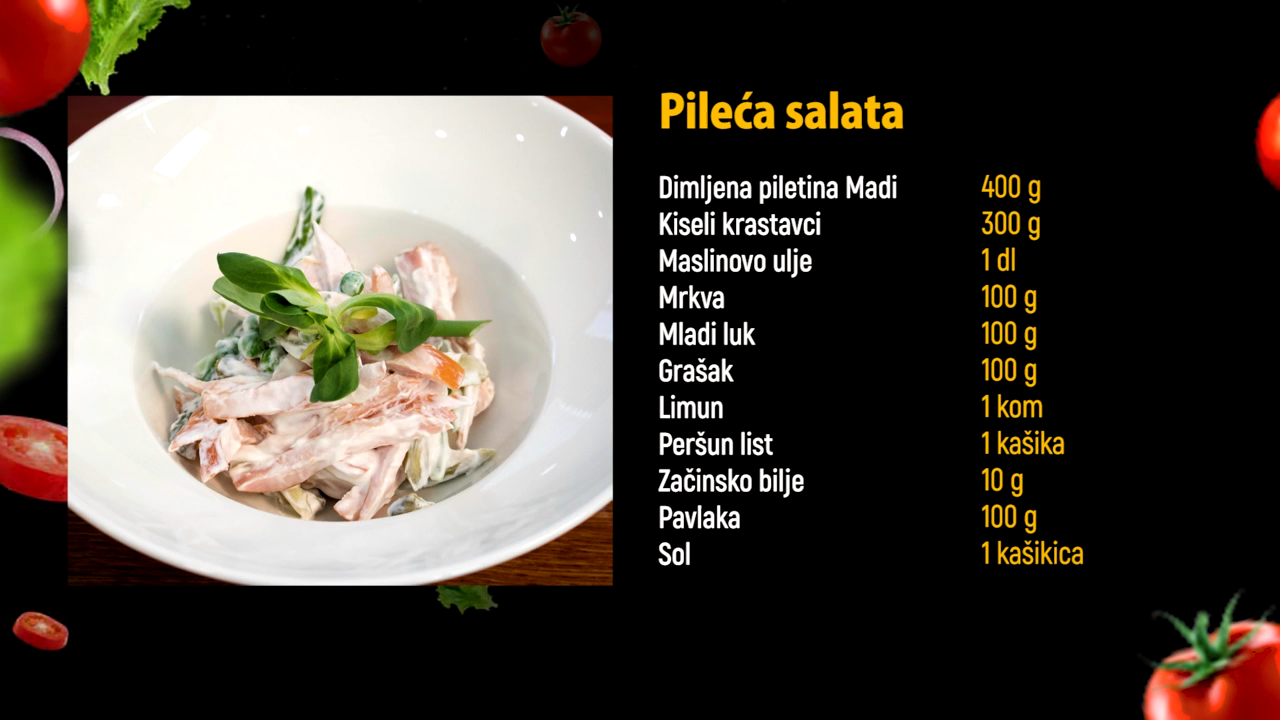 Pileća salata
Dimljena piletina Madi 400 g
Kiseli krastavci 300 g
Maslinovo ulje 1 dl
Mrkva 100 g
Mladi luk 100 g
Grašak 100 g
Limun 1 kom
Peršun list 1 kašika
Začinsko bilje 10 g
Pavlaka 100 g
Sol 1 kašikica